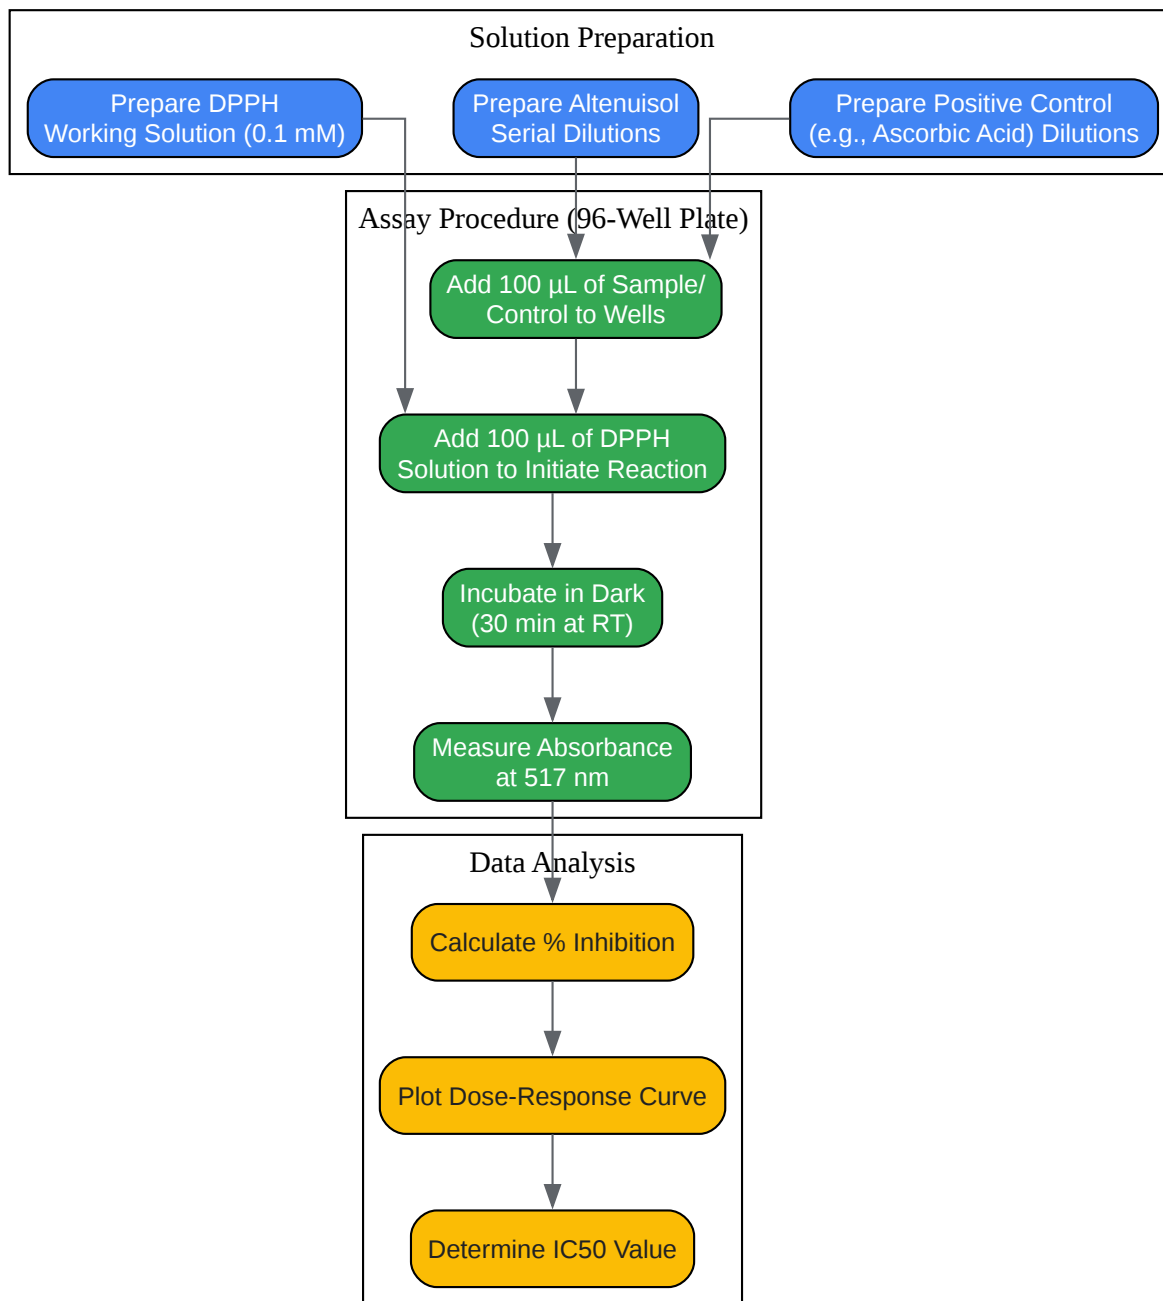 Solution Preparation
Prepare DPPH
Working Solution (0.1 mM)
Prepare Altenuisol
Serial Dilutions
Prepare Positive Control
(e.g., Ascorbic Acid) Dilutions
Assay Procedure (96-Well Plate)
Add 100 µL of Sample/
Control to Wells
Add 100 µL of DPPH
Solution to Initiate Reaction
Incubate in Dark
(30 min at RT)
Measure Absorbance
at 517 nm
Data Analysis
Calculate % Inhibition
Plot Dose-Response Curve
Determine IC50 Value